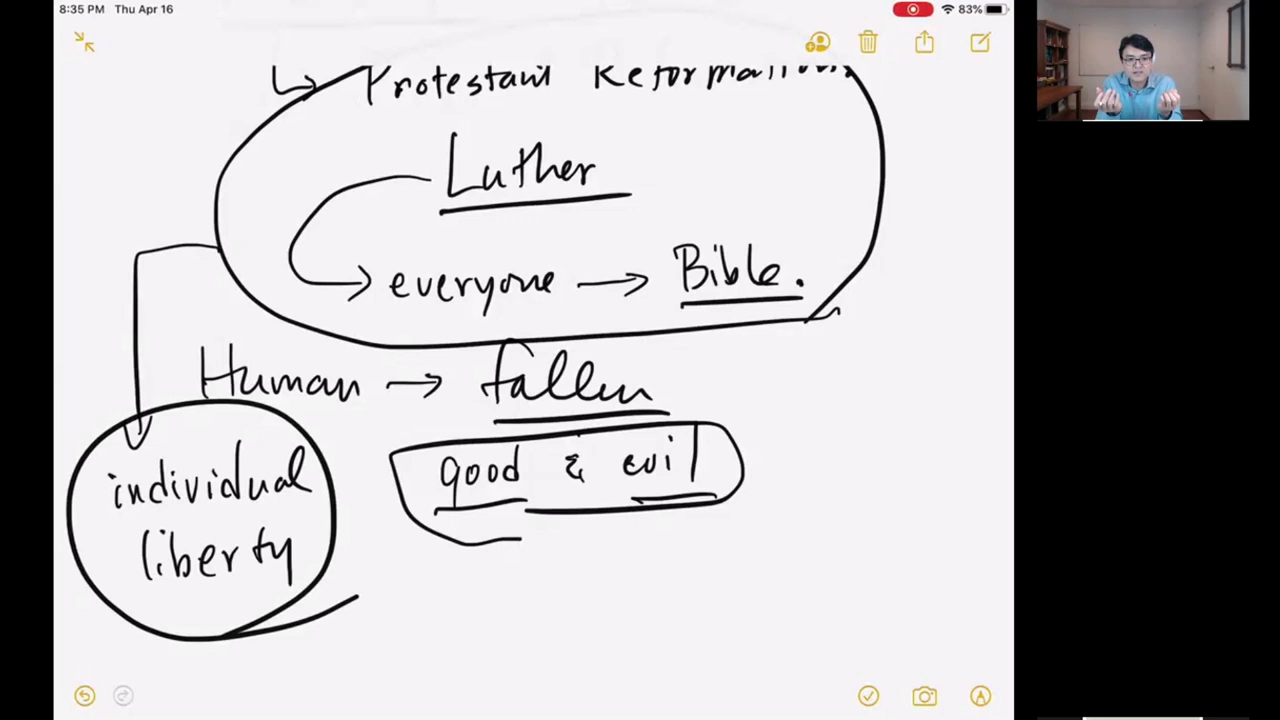 8:35 PM Thu Apr 16
83%
Protestant Reformation
Luther
everyone → Bible.
Human → fallen
good & evil
individual
liberty